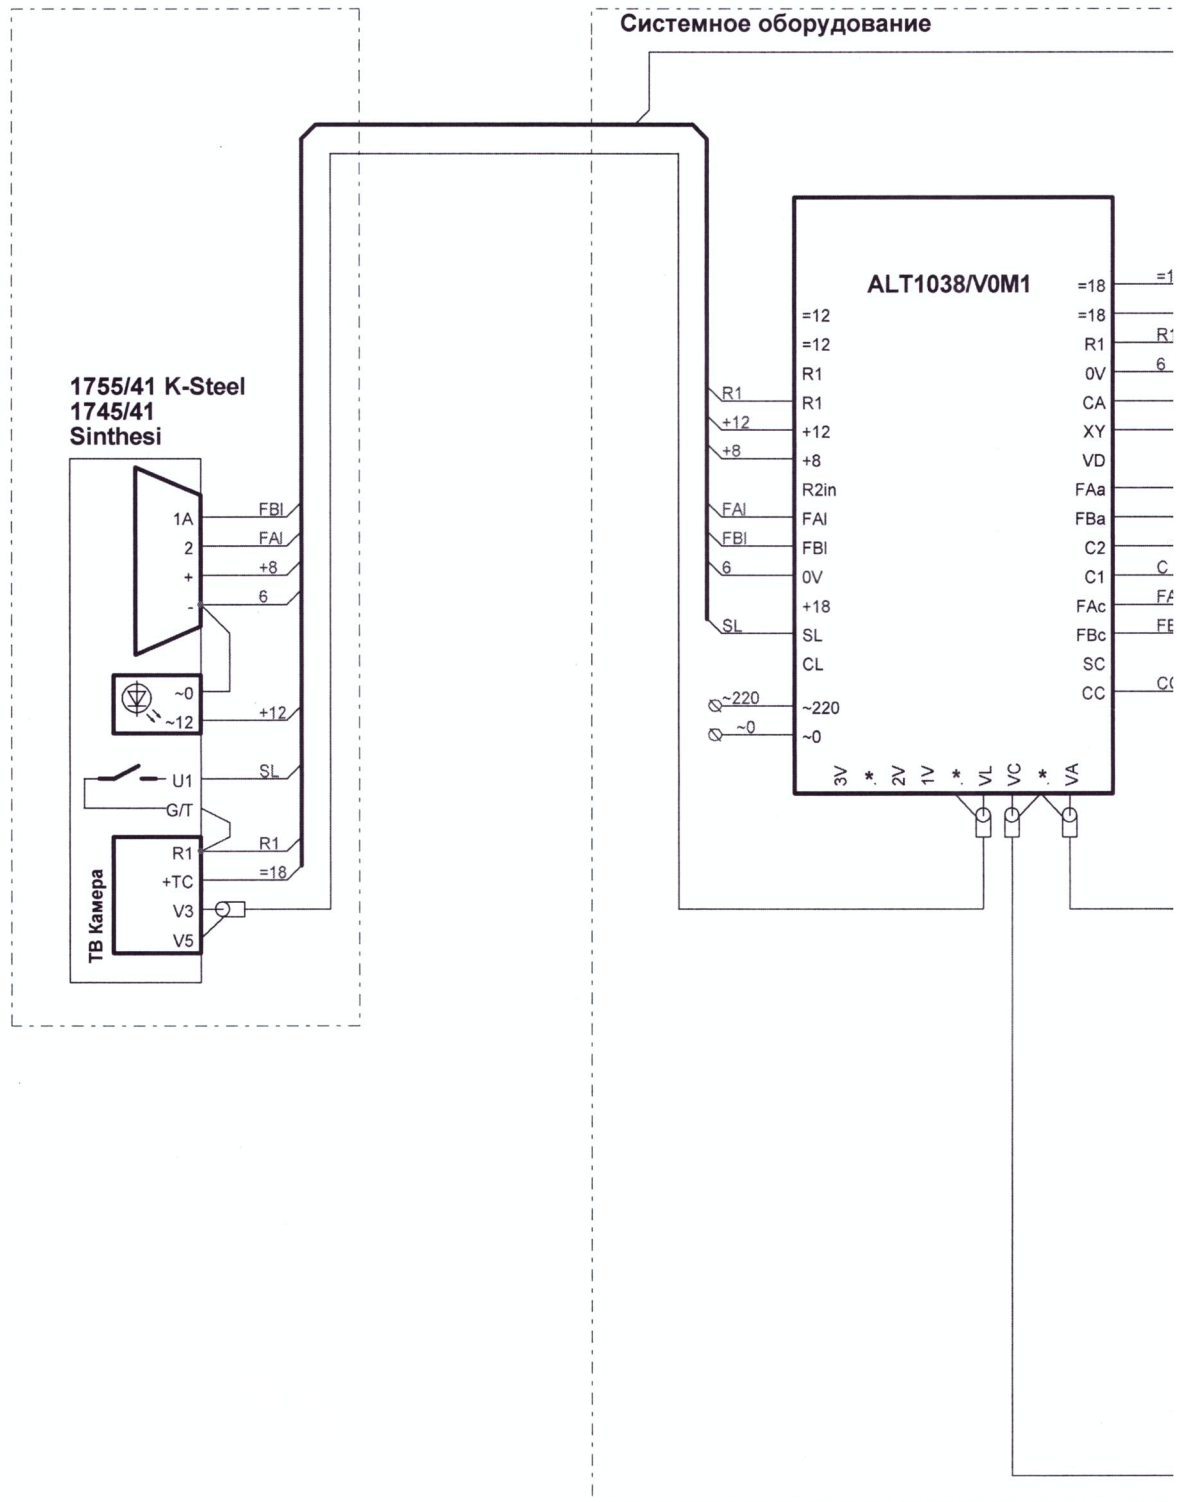 Системное оборудование
ALT1038/V0M1
=12
=12
R1
R1
+12
+8
R2in
FAI
FBI
0V
+18
SL
CL
~220
~0
=18
=18
R1
0V
CA
XY
VD
FAa
FBa
C2
C1
FAc
FBc
SC
CC
R1
6
C
3V
*.
2V
1V
*.
VL
VC
*.
VA
R1
+12
+8
FAI
FBI
6
SL
~220
~0
1755/41 K-Steel
1745/41
Sinthesi
1A
2
+
-
~0
~12
U1
G/T
R1
+TC
V3
V5
ТВ Камера
FBI
FAI
+8
6
+12
SL
R1
=18